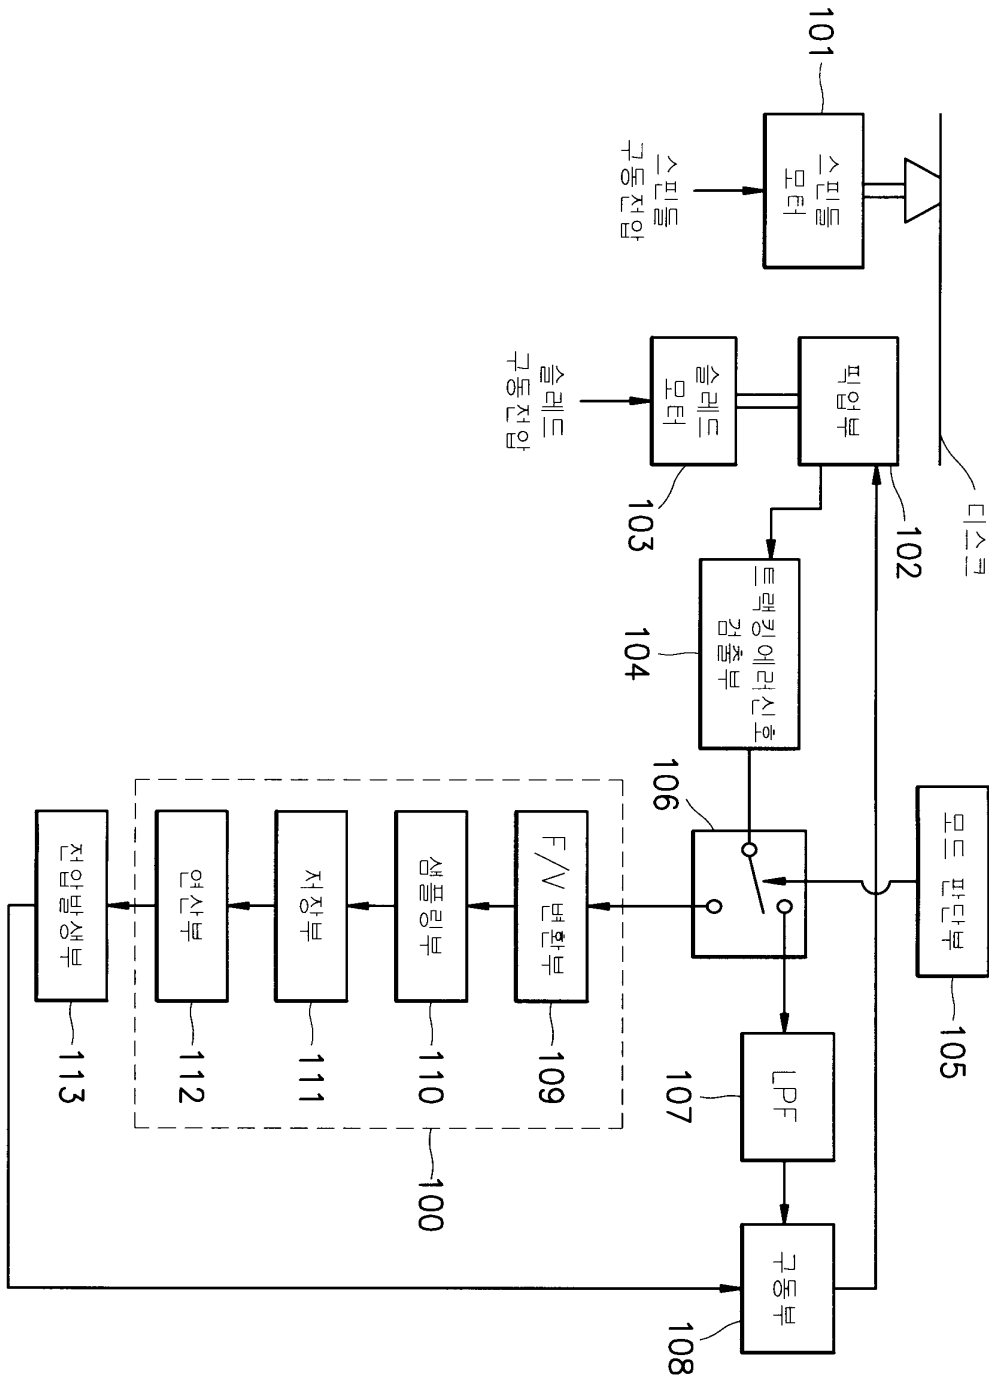 디스크
101
스핀들
모터
스핀들
구동전압
픽업부
102
슬레드
모터
103
슬레드
구동전압
트랙킹에러신호
검출부
104
모드 판단부
105
106
LPF
107
구동부
108
F/V 변환부
109
샘플링부
110
저장부
111
연산부
112
100
전압발생부
113